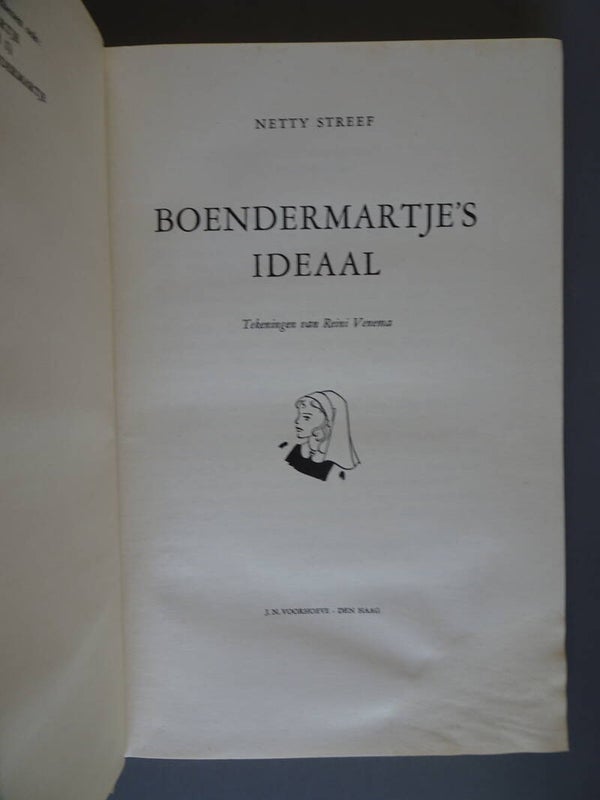 NETTY STREEF
BOENDERMARTJE'S
IDEAAL
Tekeningen van Reini Venema
J. N. VOORHOEVE - DEN HAAG